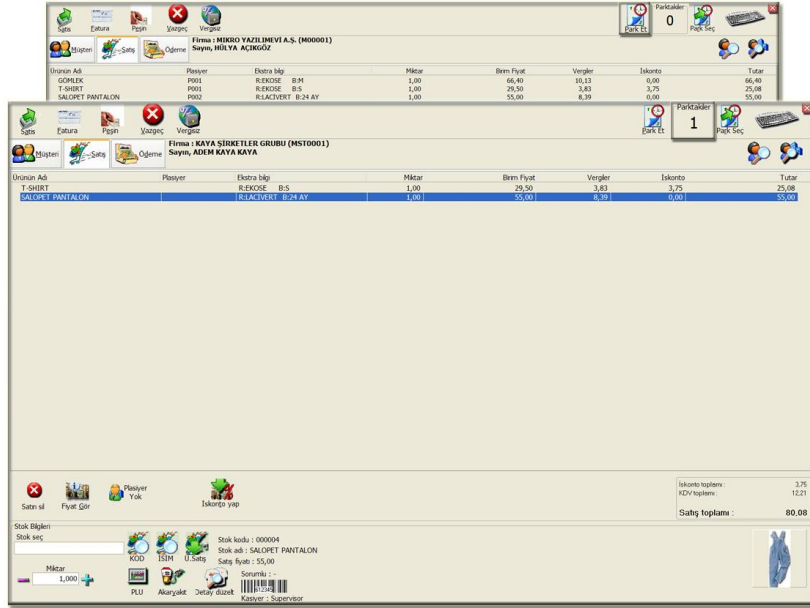 Satış Fatura Peşin Vazgeç Vergisiz Park Et Parktakiler 0 Park Seç
Müşteri Satış Ödeme Firma : MIKRO YAZILIMEVİ A.Ş. (M00001)
Sayın, HÜLYA AÇIKGÖZ
Ürünün Adı Plasiyer Ekstra bilgi Miktar Birim Fiyat Vergiler İskonto Tutar
GÖMLEK P001 R:EKOSE B:M 1,00 66,40 10,13 0,00 66,40
T-SHIRT P001 R:EKOSE B:S 1,00 29,50 3,83 3,75 25,08
SALOPET PANTALON P002 R:LACİVERT B:24 AY 1,00 55,00 8,39 0,00 55,00
Satis Fatura Peşin Vazgeç Vergisiz Park Et Parktakiler 1 Park Seç
Müşteri Satış Ödeme Firma : KAYA ŞİRKETLER GRUBU (MST0001)
Sayın, ADEM KAYA KAYA
Ürünün Adı Plasiyer Ekstra bilgi Miktar Birim Fiyat Vergiler İskonto Tutar
T-SHIRT R:EKOSE B:S 1,00 29,50 3,83 3,75 25,08
SALOPET PANTALON R:LACİVERT B:24 AY 1,00 55,00 8,39 0,00 55,00
Satırı sil Fiyat Gör Plasiyer Yok İskonto yap
İskonto toplamı : 3,75
KDV toplamı : 12,21
Satış toplamı : 80,08
Stok Bilgileri
Stok seç
KOD İSİM Ü.Satış
Stok kodu : 000004
Stok adı : SALOPET PANTALON
Satış fiyatı : 55,00
Miktar
1,000
PLU Akaryakıt Detay düzelt
Sorumlu : -
612345
Kasiyer : Supervisor